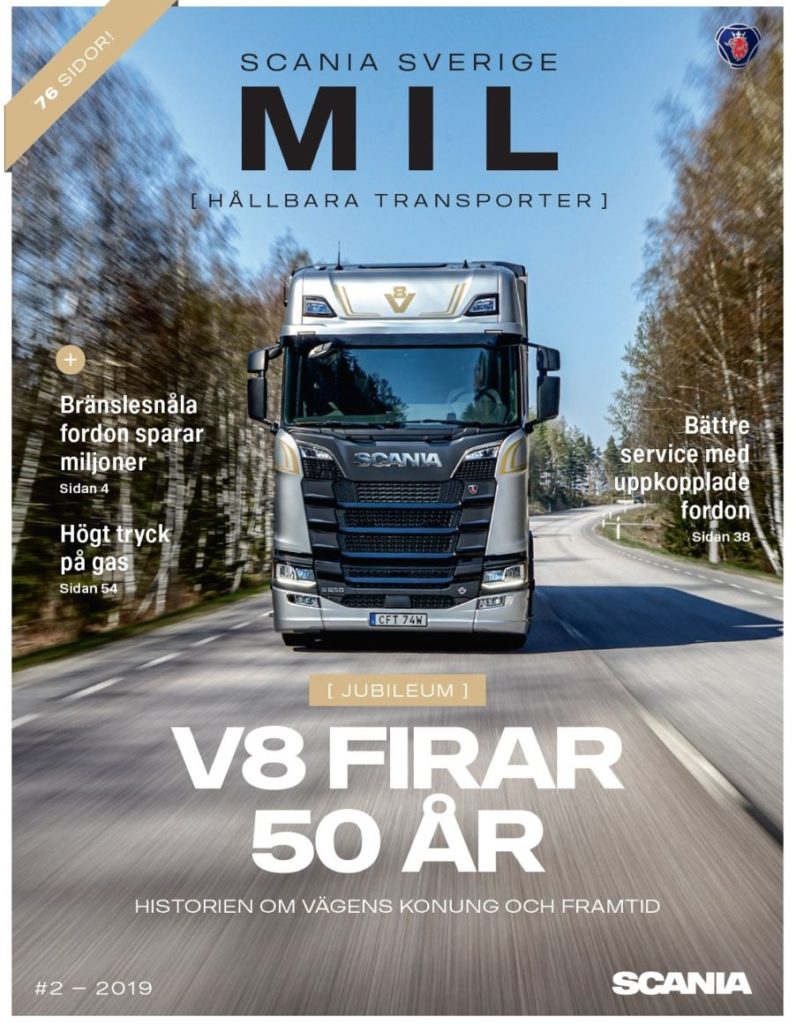 76 SIDOR!
SCANIA SVERIGE
MIL
[ HÅLLBARA TRANSPORTER ]
V8
+
Bränslesnåla
fordon sparar
miljoner
Sidan 4
Högt tryck
på gas
Sidan 54
Bättre
service med
uppkopplade
fordon
Sidan 38
SCANIA
S 650
CFT 74W
[ JUBILEUM ]
V8 FIRAR
50 ÅR
HISTORIEN OM VÄGENS KONUNG OCH FRAMTID
#2 – 2019
SCANIA